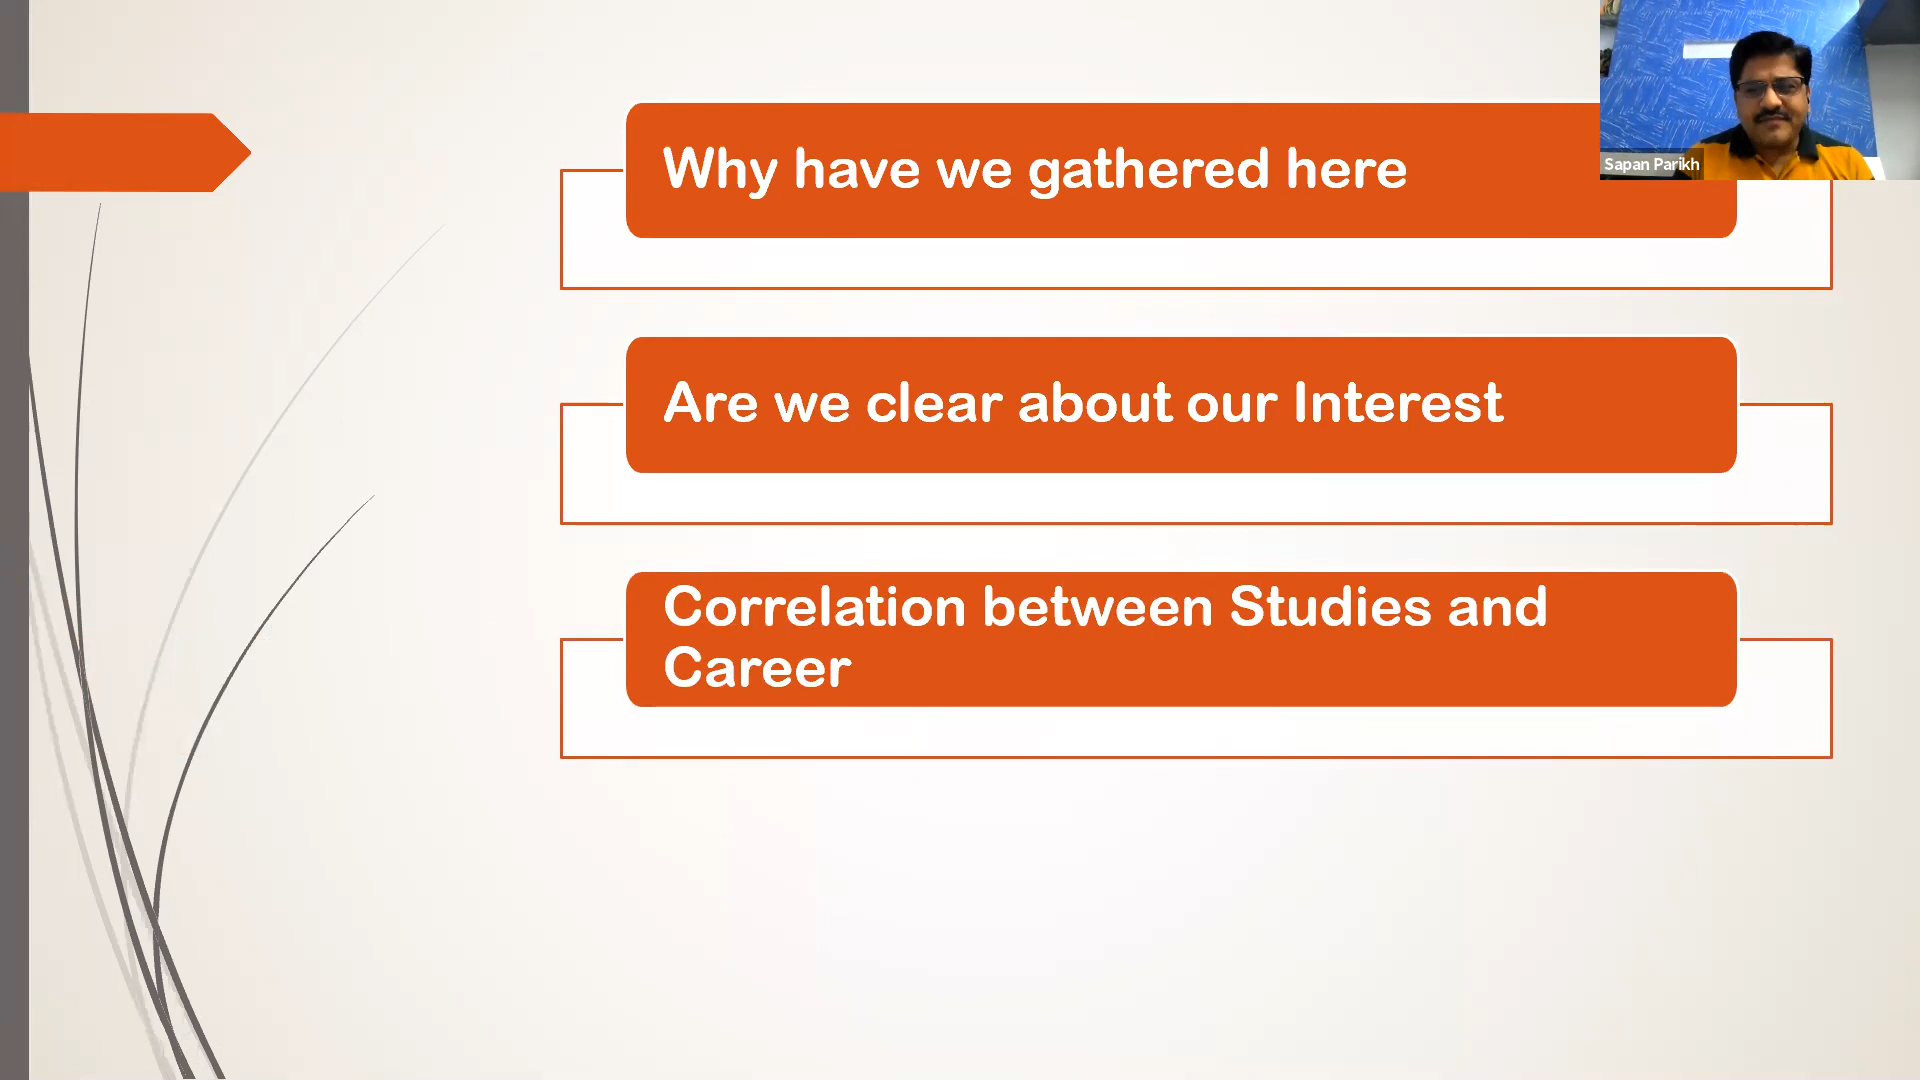 Why have we gathered here
Sapan Parikh
Are we clear about our Interest
Correlation between Studies and
Career